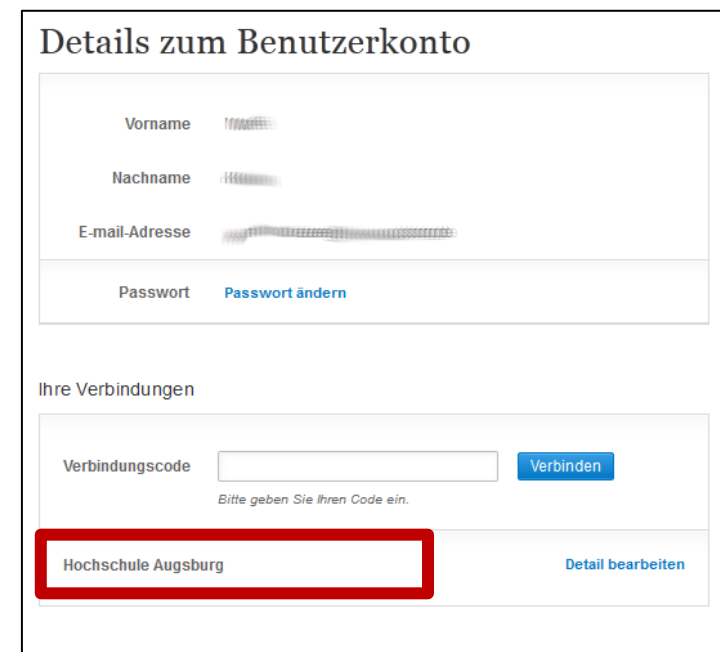 Details zum Benutzerkonto
Vorname
Nachname
E-mail-Adresse
Passwort Passwort ändern
Ihre Verbindungen
Verbindungscode Verbinden
Bitte geben Sie Ihren Code ein.
Hochschule Augsburg Detail bearbeiten